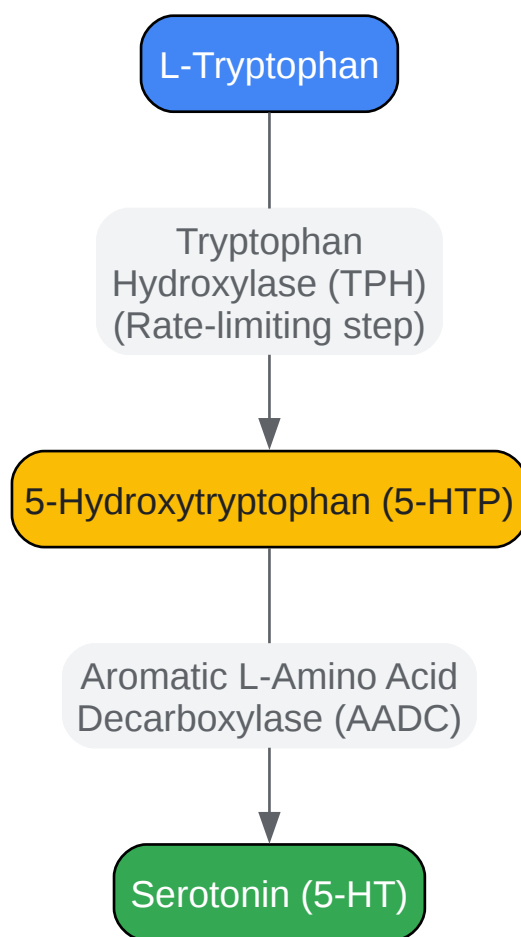 L-Tryptophan
Tryptophan
Hydroxylase (TPH)
(Rate-limiting step)
5-Hydroxytryptophan (5-HTP)
Aromatic L-Amino Acid
Decarboxylase (AADC)
Serotonin (5-HT)